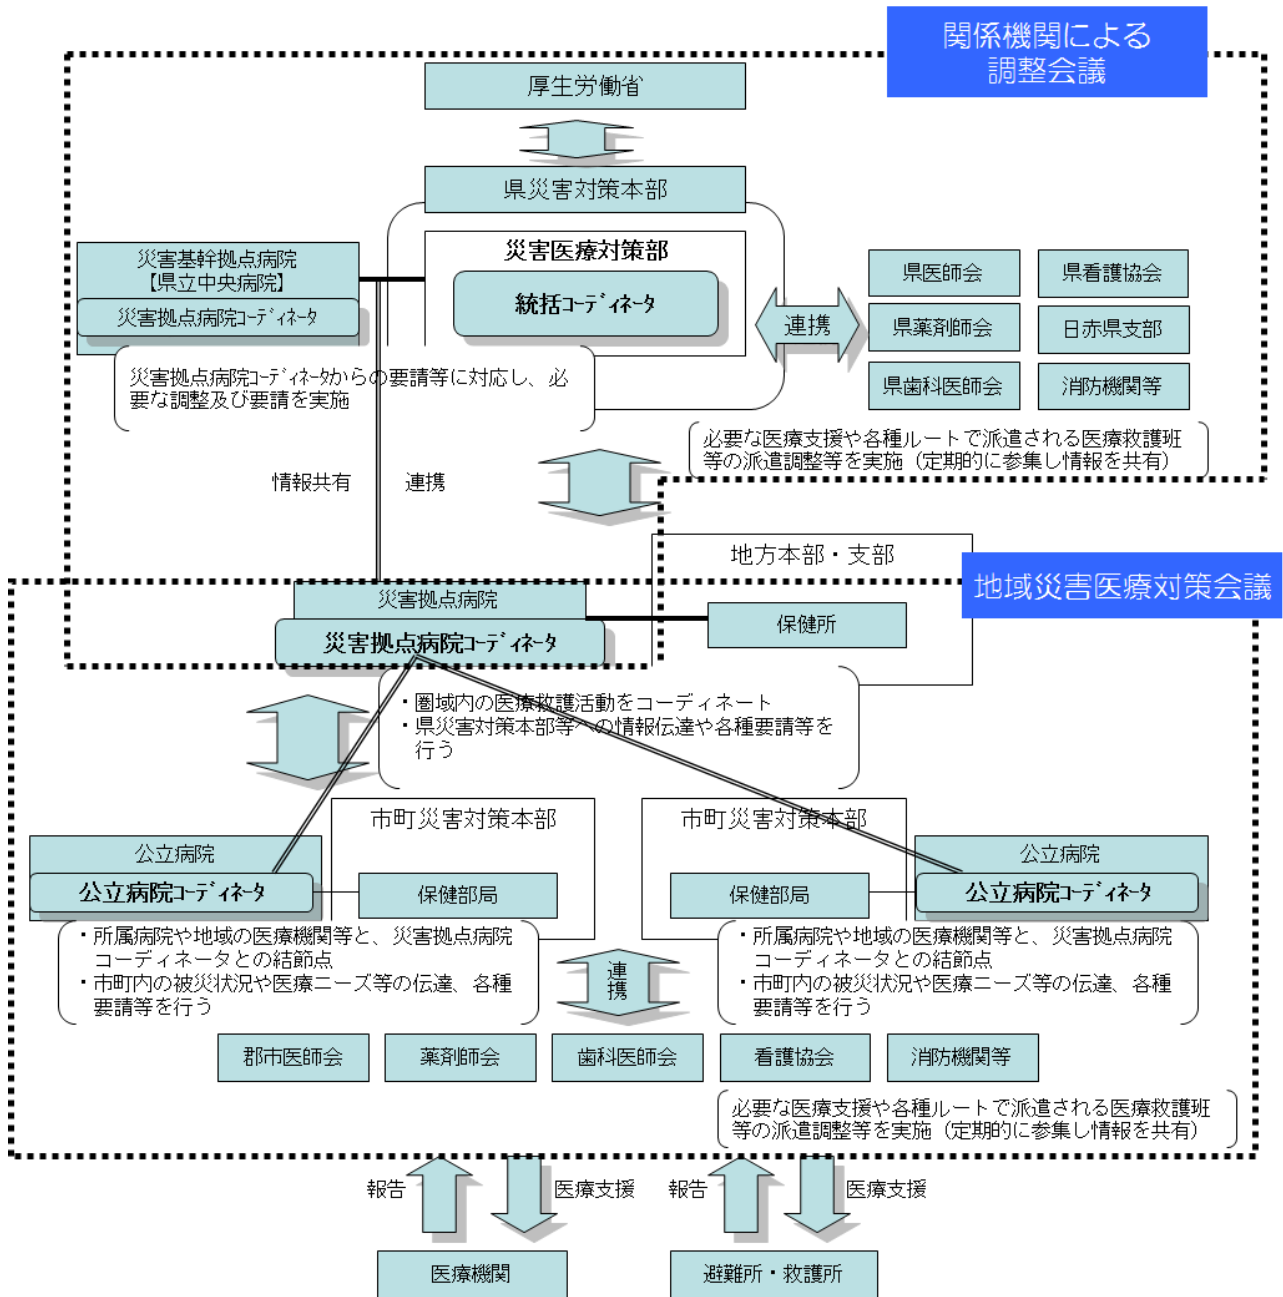 関係機関による
調整会議
厚生労働省
県災害対策本部
災害医療対策部
統括ｺｰﾃﾞｨﾈｰﾀ
災害基幹拠点病院
【県立中央病院】
災害拠点病院ｺｰﾃﾞｨﾈｰﾀ
連携
県医師会
県看護協会
県薬剤師会
日赤県支部
県歯科医師会
消防機関等
災害拠点病院ｺｰﾃﾞｨﾈｰﾀからの要請等に対応し、必
要な調整及び要請を実施
必要な医療支援や各種ルートで派遣される医療救護班
等の派遣調整等を実施（定期的に参集し情報を共有）
情報共有
連携
地方本部・支部
地域災害医療対策会議
災害拠点病院
災害拠点病院ｺｰﾃﾞｨﾈｰﾀ
保健所
・圏域内の医療救護活動をコーディネート
・県災害対策本部等への情報伝達や各種要請等を
行う
市町災害対策本部
市町災害対策本部
公立病院
公立病院ｺｰﾃﾞｨﾈｰﾀ
保健部局
保健部局
公立病院
公立病院ｺｰﾃﾞｨﾈｰﾀ
・所属病院や地域の医療機関等と、災害拠点病院
コーディネータとの結節点
・市町内の被災状況や医療ニーズ等の伝達、各種
要請等を行う
連携
・所属病院や地域の医療機関等と、災害拠点病院
コーディネータとの結節点
・市町内の被災状況や医療ニーズ等の伝達、各種
要請等を行う
郡市医師会
薬剤師会
歯科医師会
看護協会
消防機関等
必要な医療支援や各種ルートで派遣される医療救護班
等の派遣調整等を実施（定期的に参集し情報を共有）
報告
医療支援
報告
医療支援
医療機関
避難所・救護所